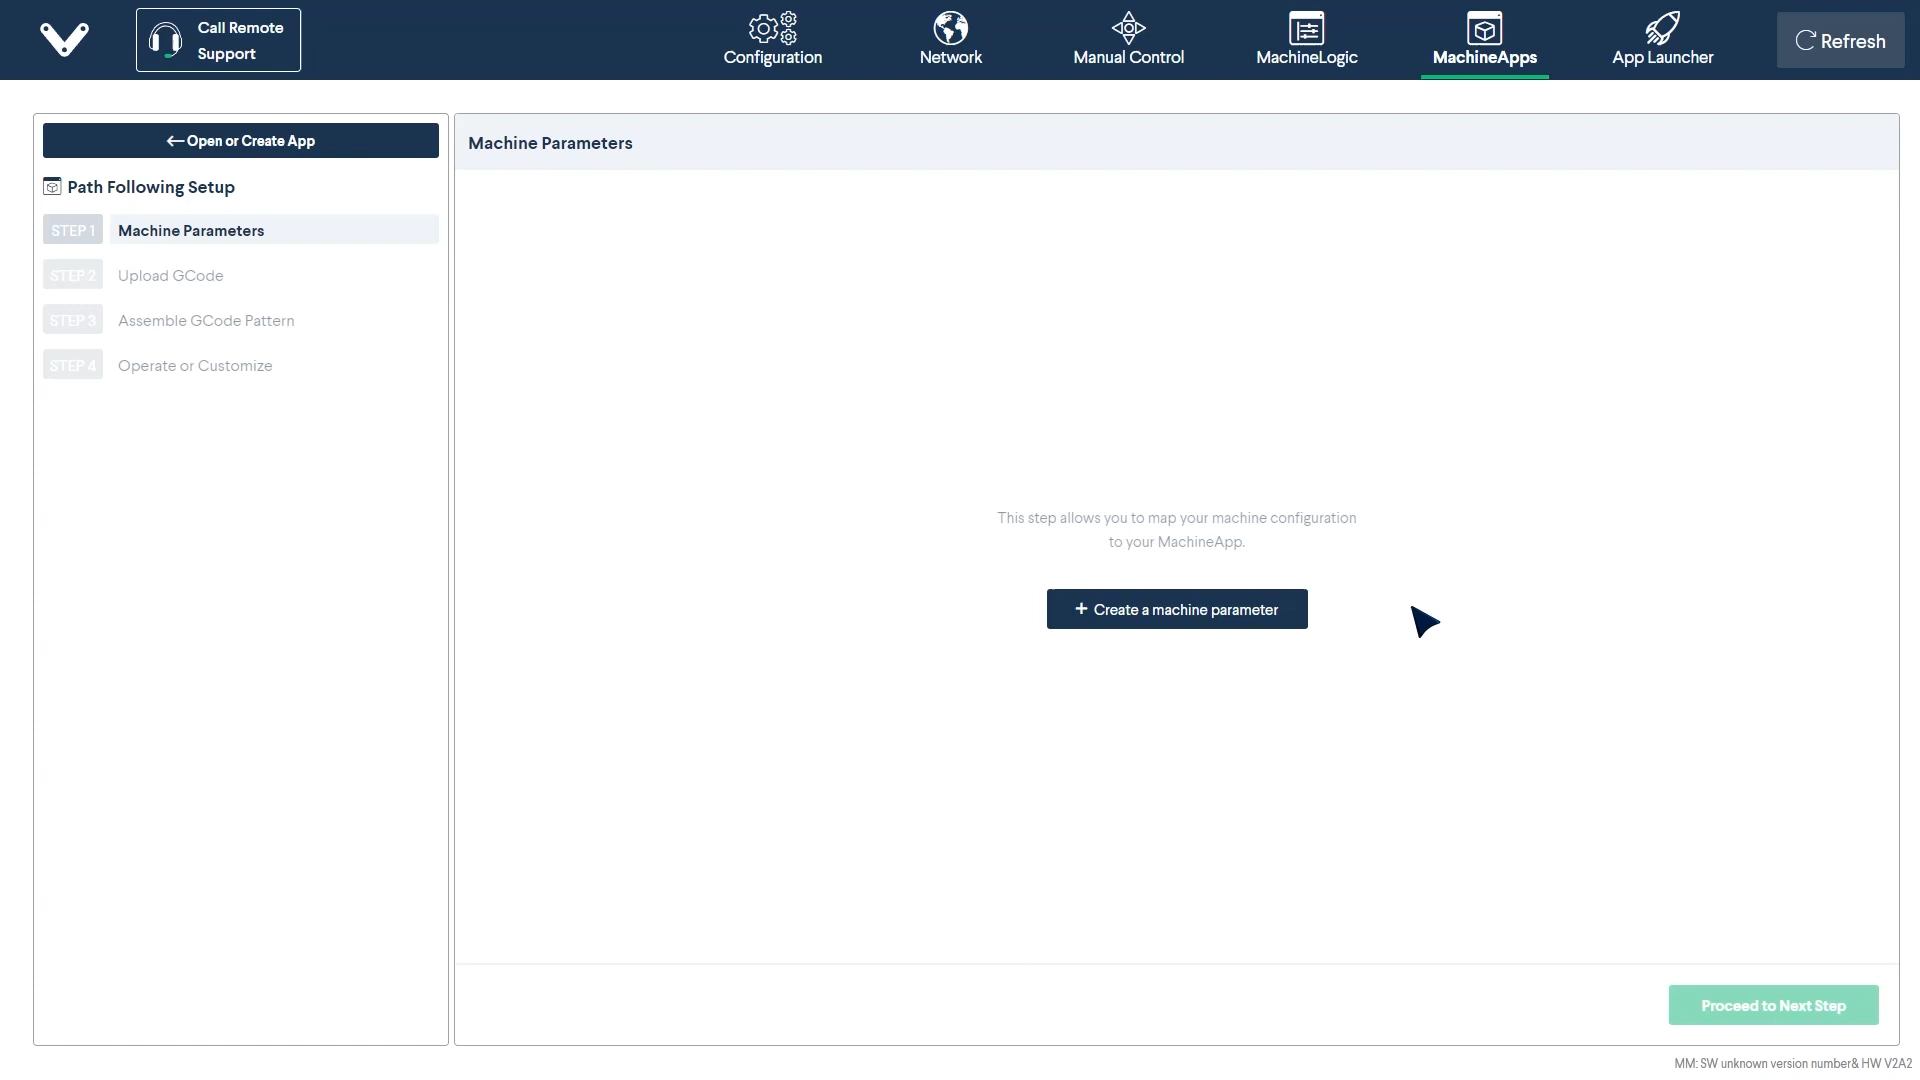 Call Remote
Support
Configuration
Network
Manual Control
MachineLogic
MachineApps
App Launcher
Refresh
Open or Create App
Path Following Setup
STEP 1
Machine Parameters
STEP 2
Upload GCode
STEP 3
Assemble GCode Pattern
STEP 4
Operate or Customize
Machine Parameters
This step allows you to map your machine configuration
to your MachineApp.
+ Create a machine parameter
Proceed to Next Step
MM: SW unknown version number& HW V2A2